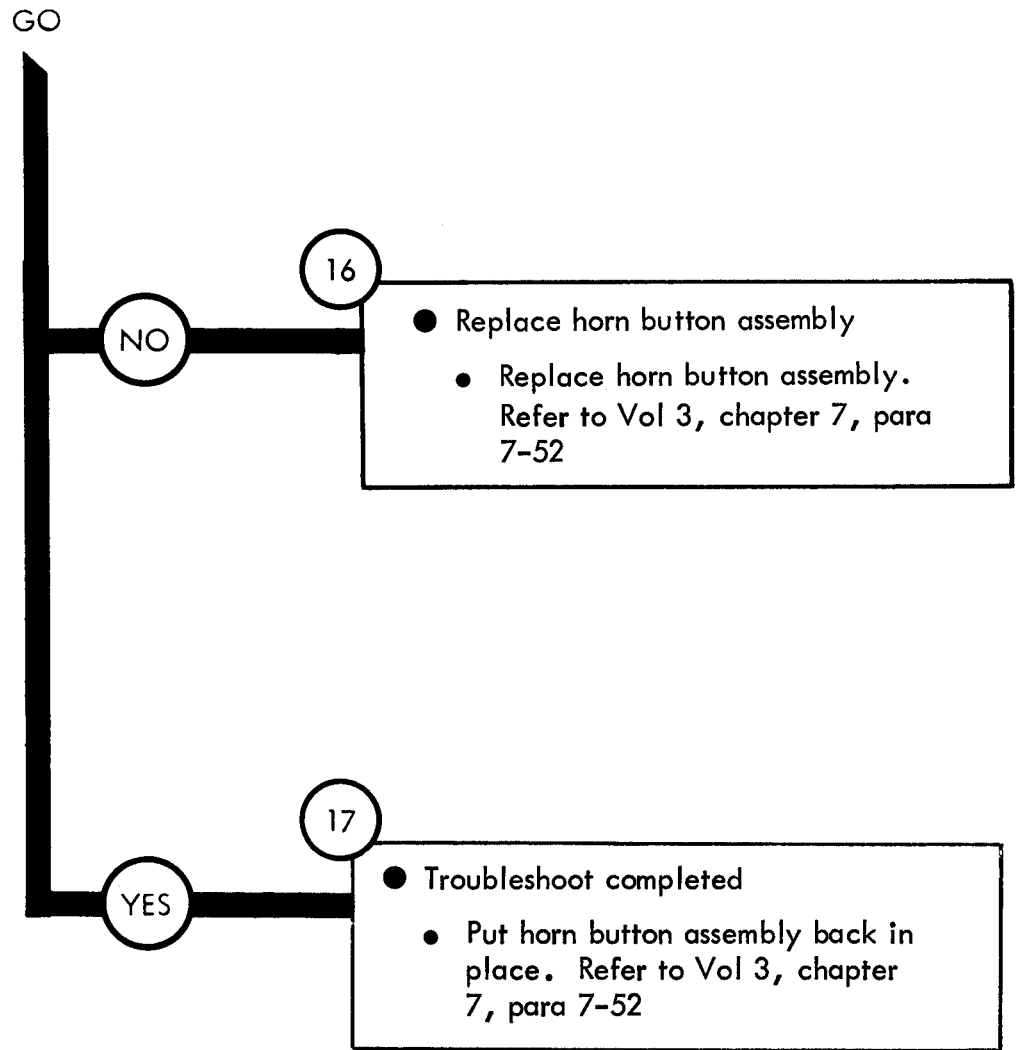 GO
16
NO
● Replace horn button assembly
● Replace horn button assembly.
Refer to Vol 3, chapter 7, para
7-52
17
YES
● Troubleshoot completed
● Put horn button assembly back in
place. Refer to Vol 3, chapter
7, para 7-52